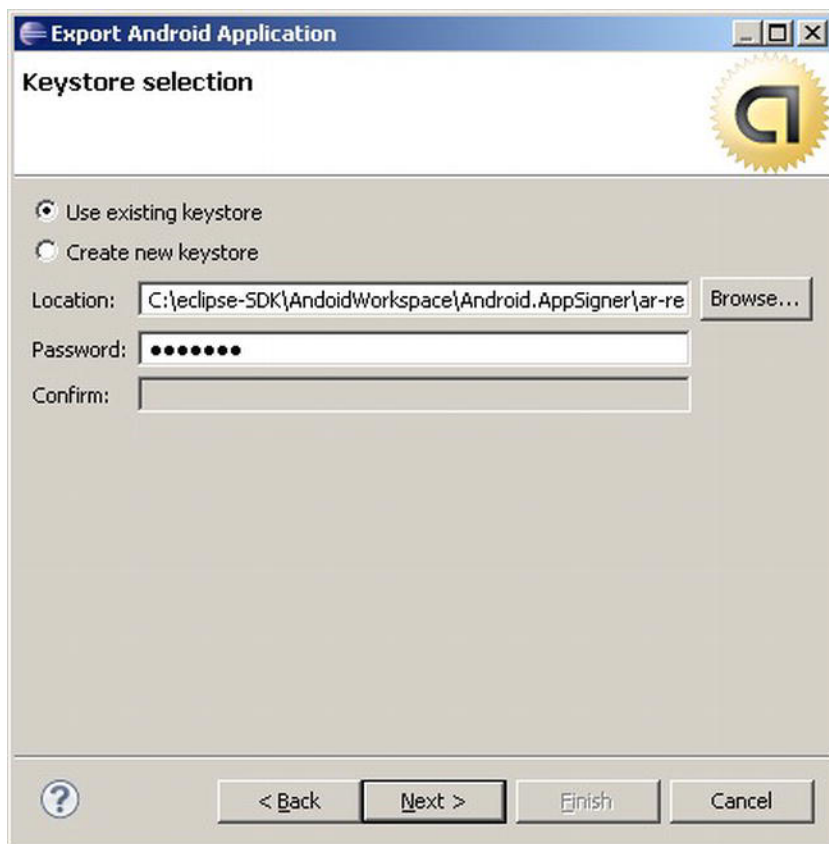 Export Android Application
Keystore selection
Use existing keystore
Create new keystore
Location: C:\eclipse-SDK\AndoidWorkspace\Android.AppSigner\ar-re Browse...
Password: ●●●●●●●
Confirm:
? < Back Next > Finish Cancel